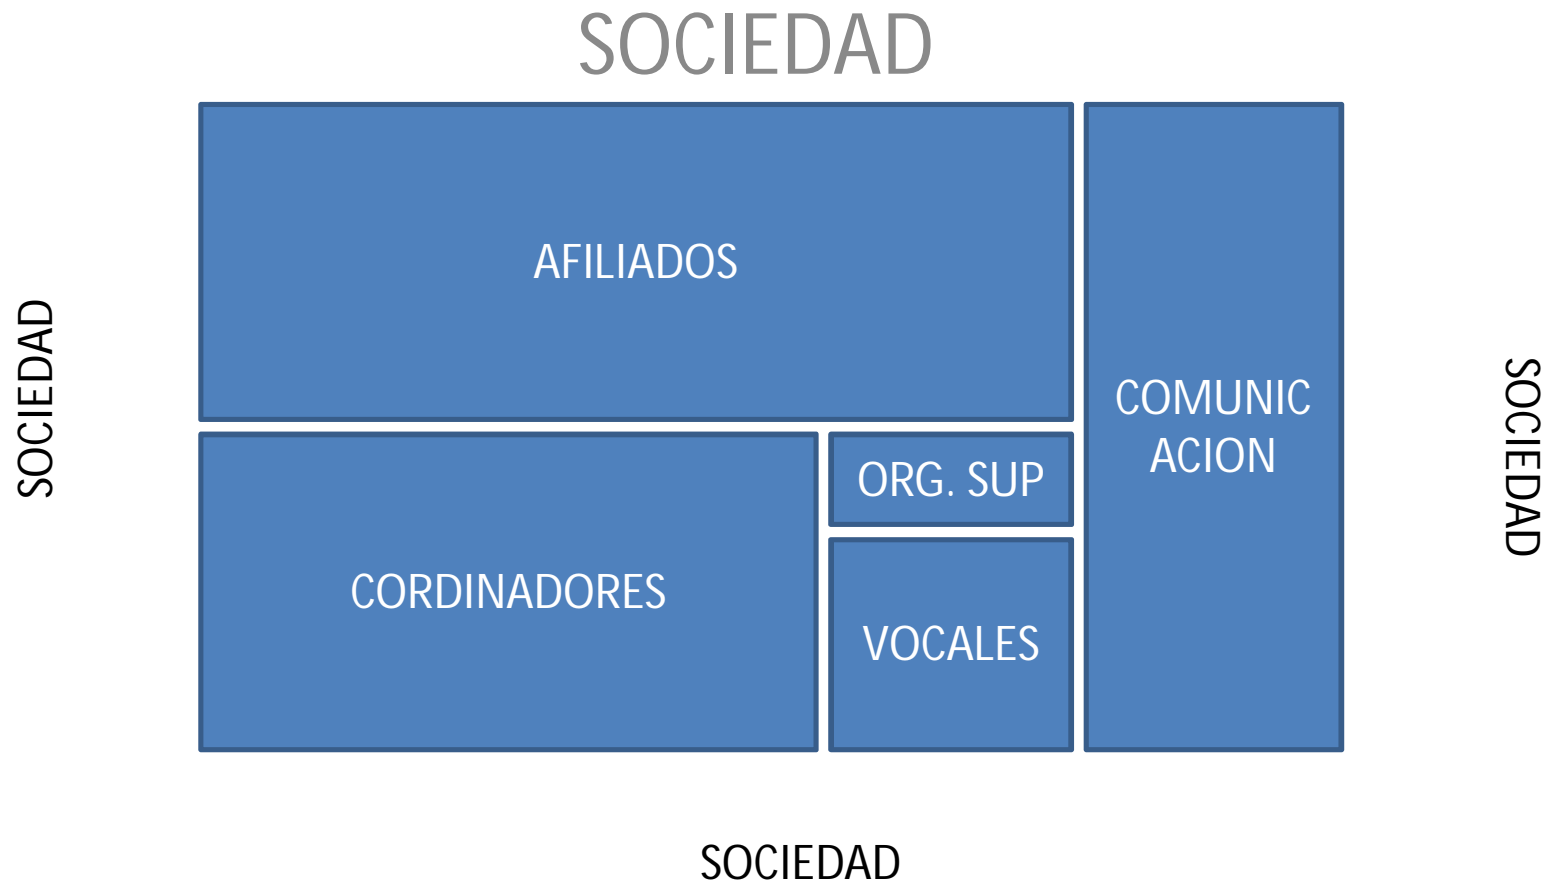 SOCIEDAD
AFILIADOS
SOCIEDAD
COMUNIC
ACION
SOCIEDAD
ORG. SUP
CORDINADORES
VOCALES
SOCIEDAD